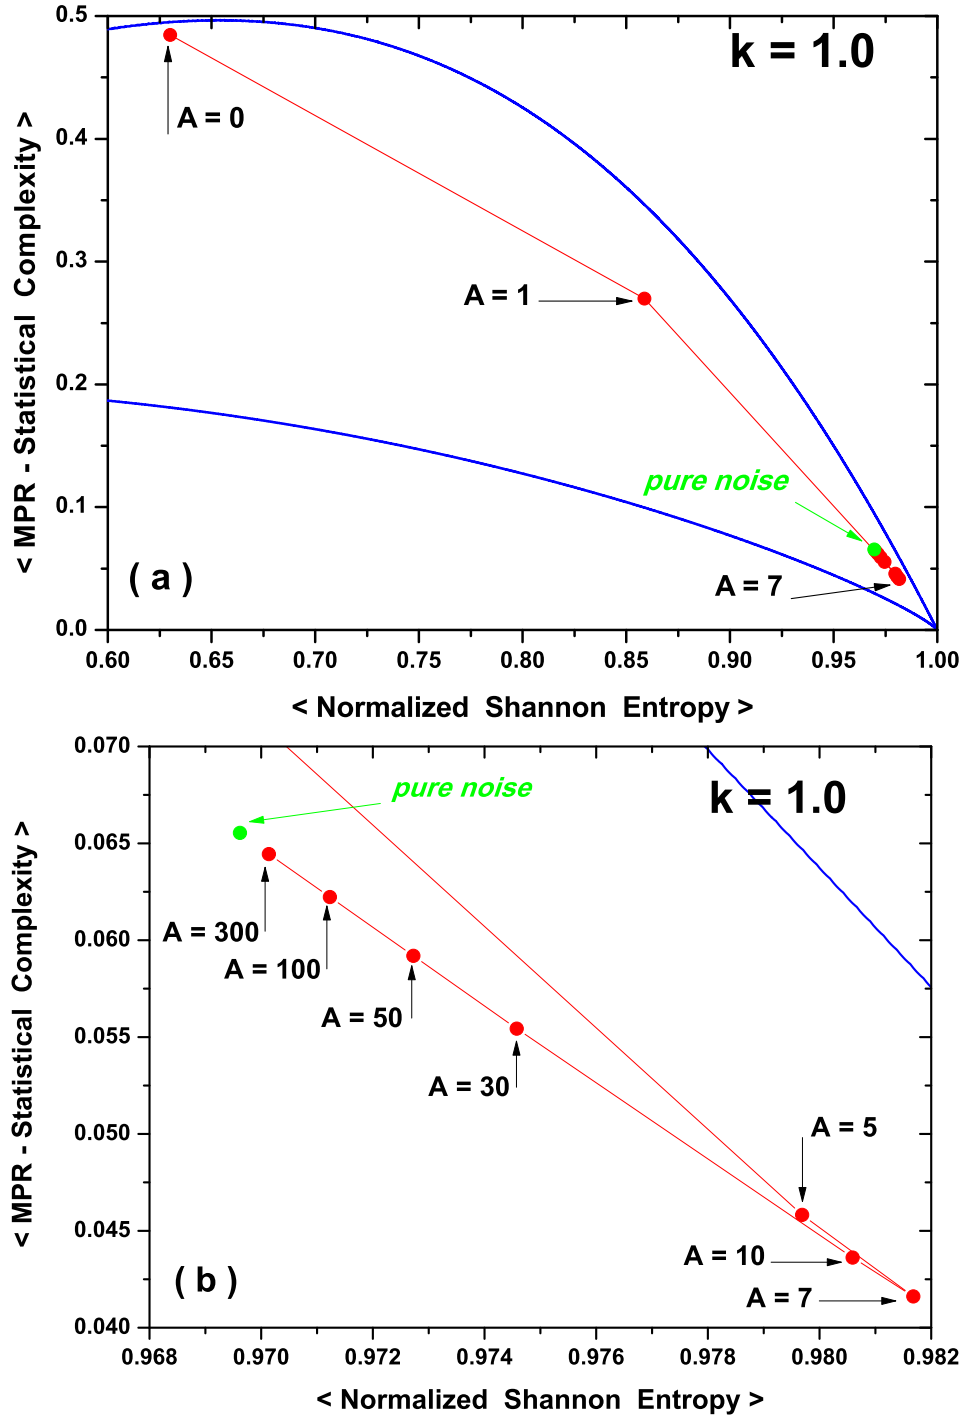 0.5
k = 1.0
A = 0
0.4
0.3
A = 1
0.2
pure noise
0.1
( a )
A = 7
0.0
0.60 0.65 0.70 0.75 0.80 0.85 0.90 0.95 1.00
< MPR - Statistical Complexity >
< Normalized Shannon Entropy >
0.070
pure noise
k = 1.0
0.065
A = 300
A = 100
0.060
A = 50
0.055
A = 30
0.050
A = 5
0.045
A = 10
( b )
A = 7
0.040
0.968 0.970 0.972 0.974 0.976 0.978 0.980 0.982
< MPR - Statistical Complexity >
< Normalized Shannon Entropy >